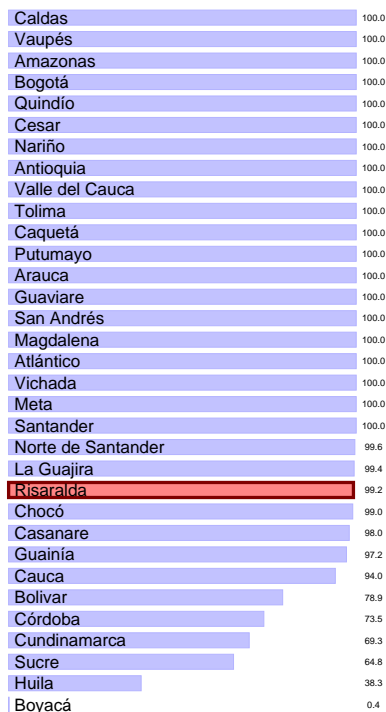 Caldas 100.0
Vaupés 100.0
Amazonas 100.0
Bogotá 100.0
Quindío 100.0
Cesar 100.0
Nariño 100.0
Antioquia 100.0
Valle del Cauca 100.0
Tolima 100.0
Caquetá 100.0
Putumayo 100.0
Arauca 100.0
Guaviare 100.0
San Andrés 100.0
Magdalena 100.0
Atlántico 100.0
Vichada 100.0
Meta 100.0
Santander 100.0
Norte de Santander 99.6
La Guajira 99.4
Risaralda 99.2
Chocó 99.0
Casanare 98.0
Guainía 97.2
Cauca 94.0
Bolivar 78.9
Córdoba 73.5
Cundinamarca 69.3
Sucre 64.8
Huila 38.3
Boyacá 0.4